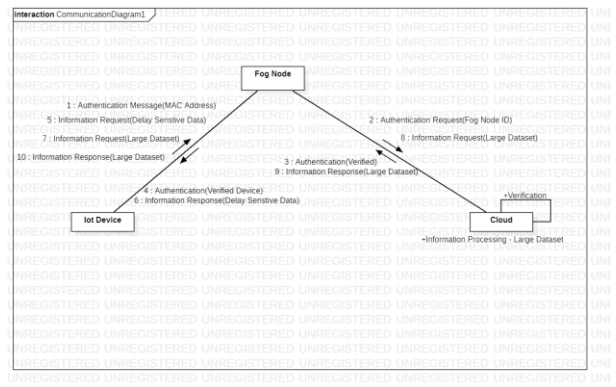 interaction CommunicationDiagram1
Fog Node
1 : Authentication Message(MAC Address)
5 : Information Request(Delay Senstive Data)
7 : Information Request(Large Dataset)
10 : Information Response(Large Dataset)
2 : Authentication Request(Fog Node ID)
8 : Information Request(Large Dataset)
3 : Authentication(Verified)
9 : Information Response(Large Dataset)
4 : Authentication(Verified Device)
6 : Information Response(Delay Senstive Data)
Iot Device
+Verification
Cloud
+Information Processing - Large Dataset
UNREGISTERED